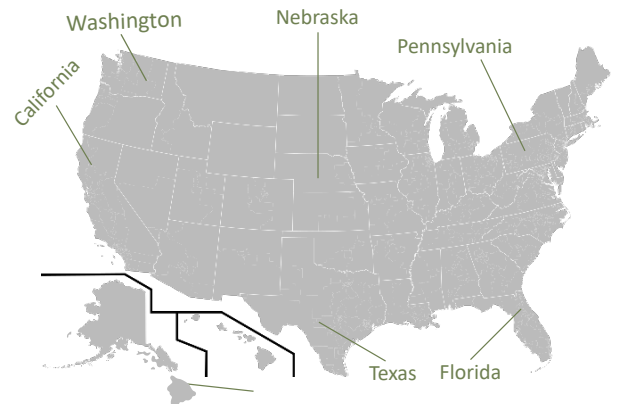 Washington
Nebraska
Pennsylvania
California
Texas
Florida